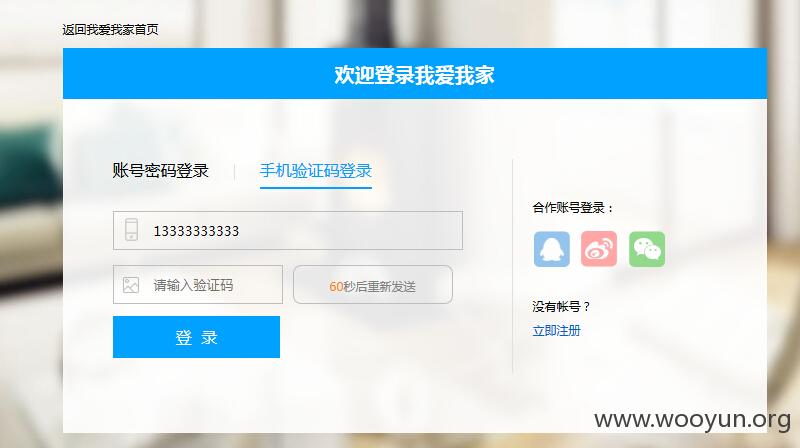 返回我爱我家首页
欢迎登录我爱我家
账号密码登录
手机验证码登录
13333333333
请输入验证码
60秒后重新发送
登 录
合作账号登录：
没有帐号？
立即注册
www.wooyun.org